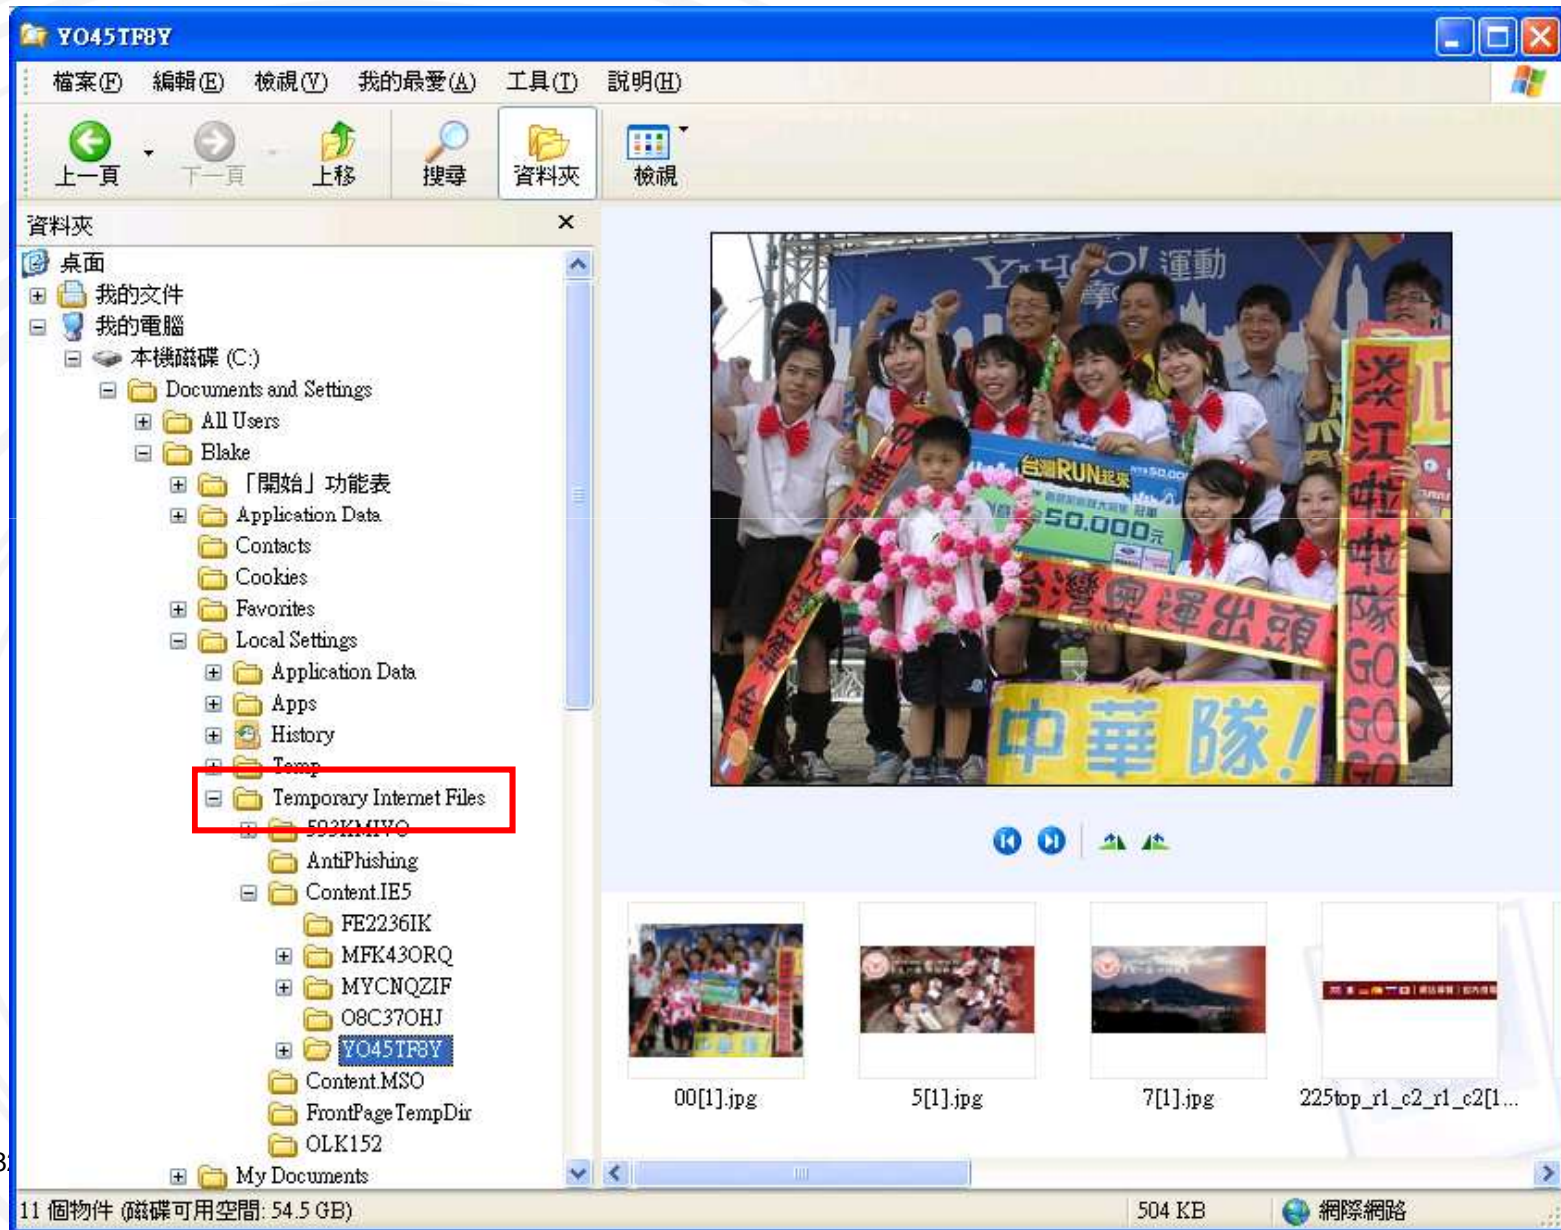 YO45TF8Y
檔案(F) 編輯(E) 檢視(V) 我的最愛(A) 工具(T) 說明(H)
上一頁 下一頁 上移 搜尋 資料夾 檢視
資料夾
桌面
我的文件
我的電腦
本機磁碟 (C:)
Documents and Settings
All Users
Blake
「開始」功能表
Application Data
Contacts
Cookies
Favorites
Local Settings
Application Data
Apps
History
Temp
Temporary Internet Files
593KMIVO
AntiPhishing
Content.IE5
FE2236IK
MFK43ORQ
MYCNQZIF
O8C37OHJ
YO45TF8Y
Content.MSO
FrontPageTempDir
OLK152
My Documents
YAHOO! 運動
台灣RUN起來
50,000元
台灣奧運出頭
淡江啦啦隊GOGOGO
中華隊!
00[1].jpg
5[1].jpg
7[1].jpg
225top_r1_c2_r1_c2[1...
11 個物件 (磁碟可用空間: 54.5 GB)
504 KB
網際網路